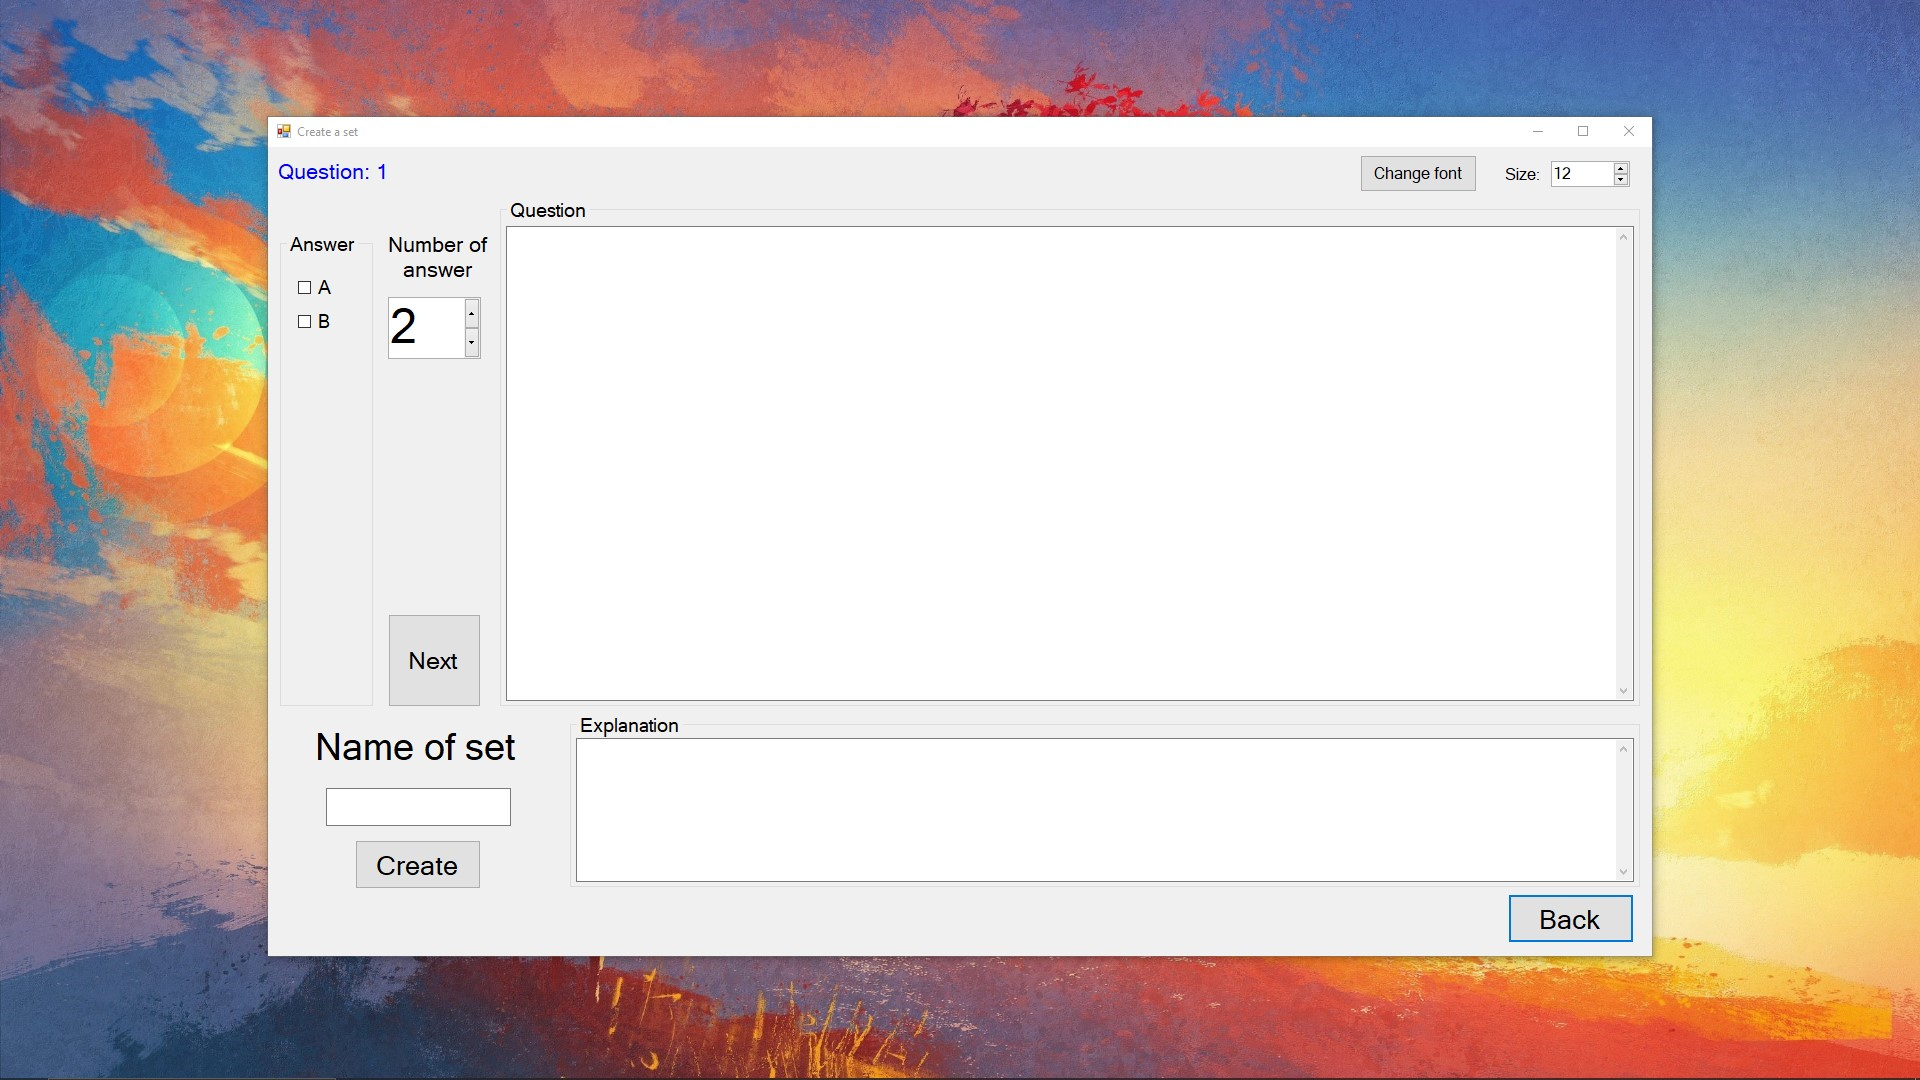 Create a set
Question: 1
Change font
Size: 12
Question
Answer
Number of
answer
A
B
2
Next
Name of set
Explanation
Create
Back